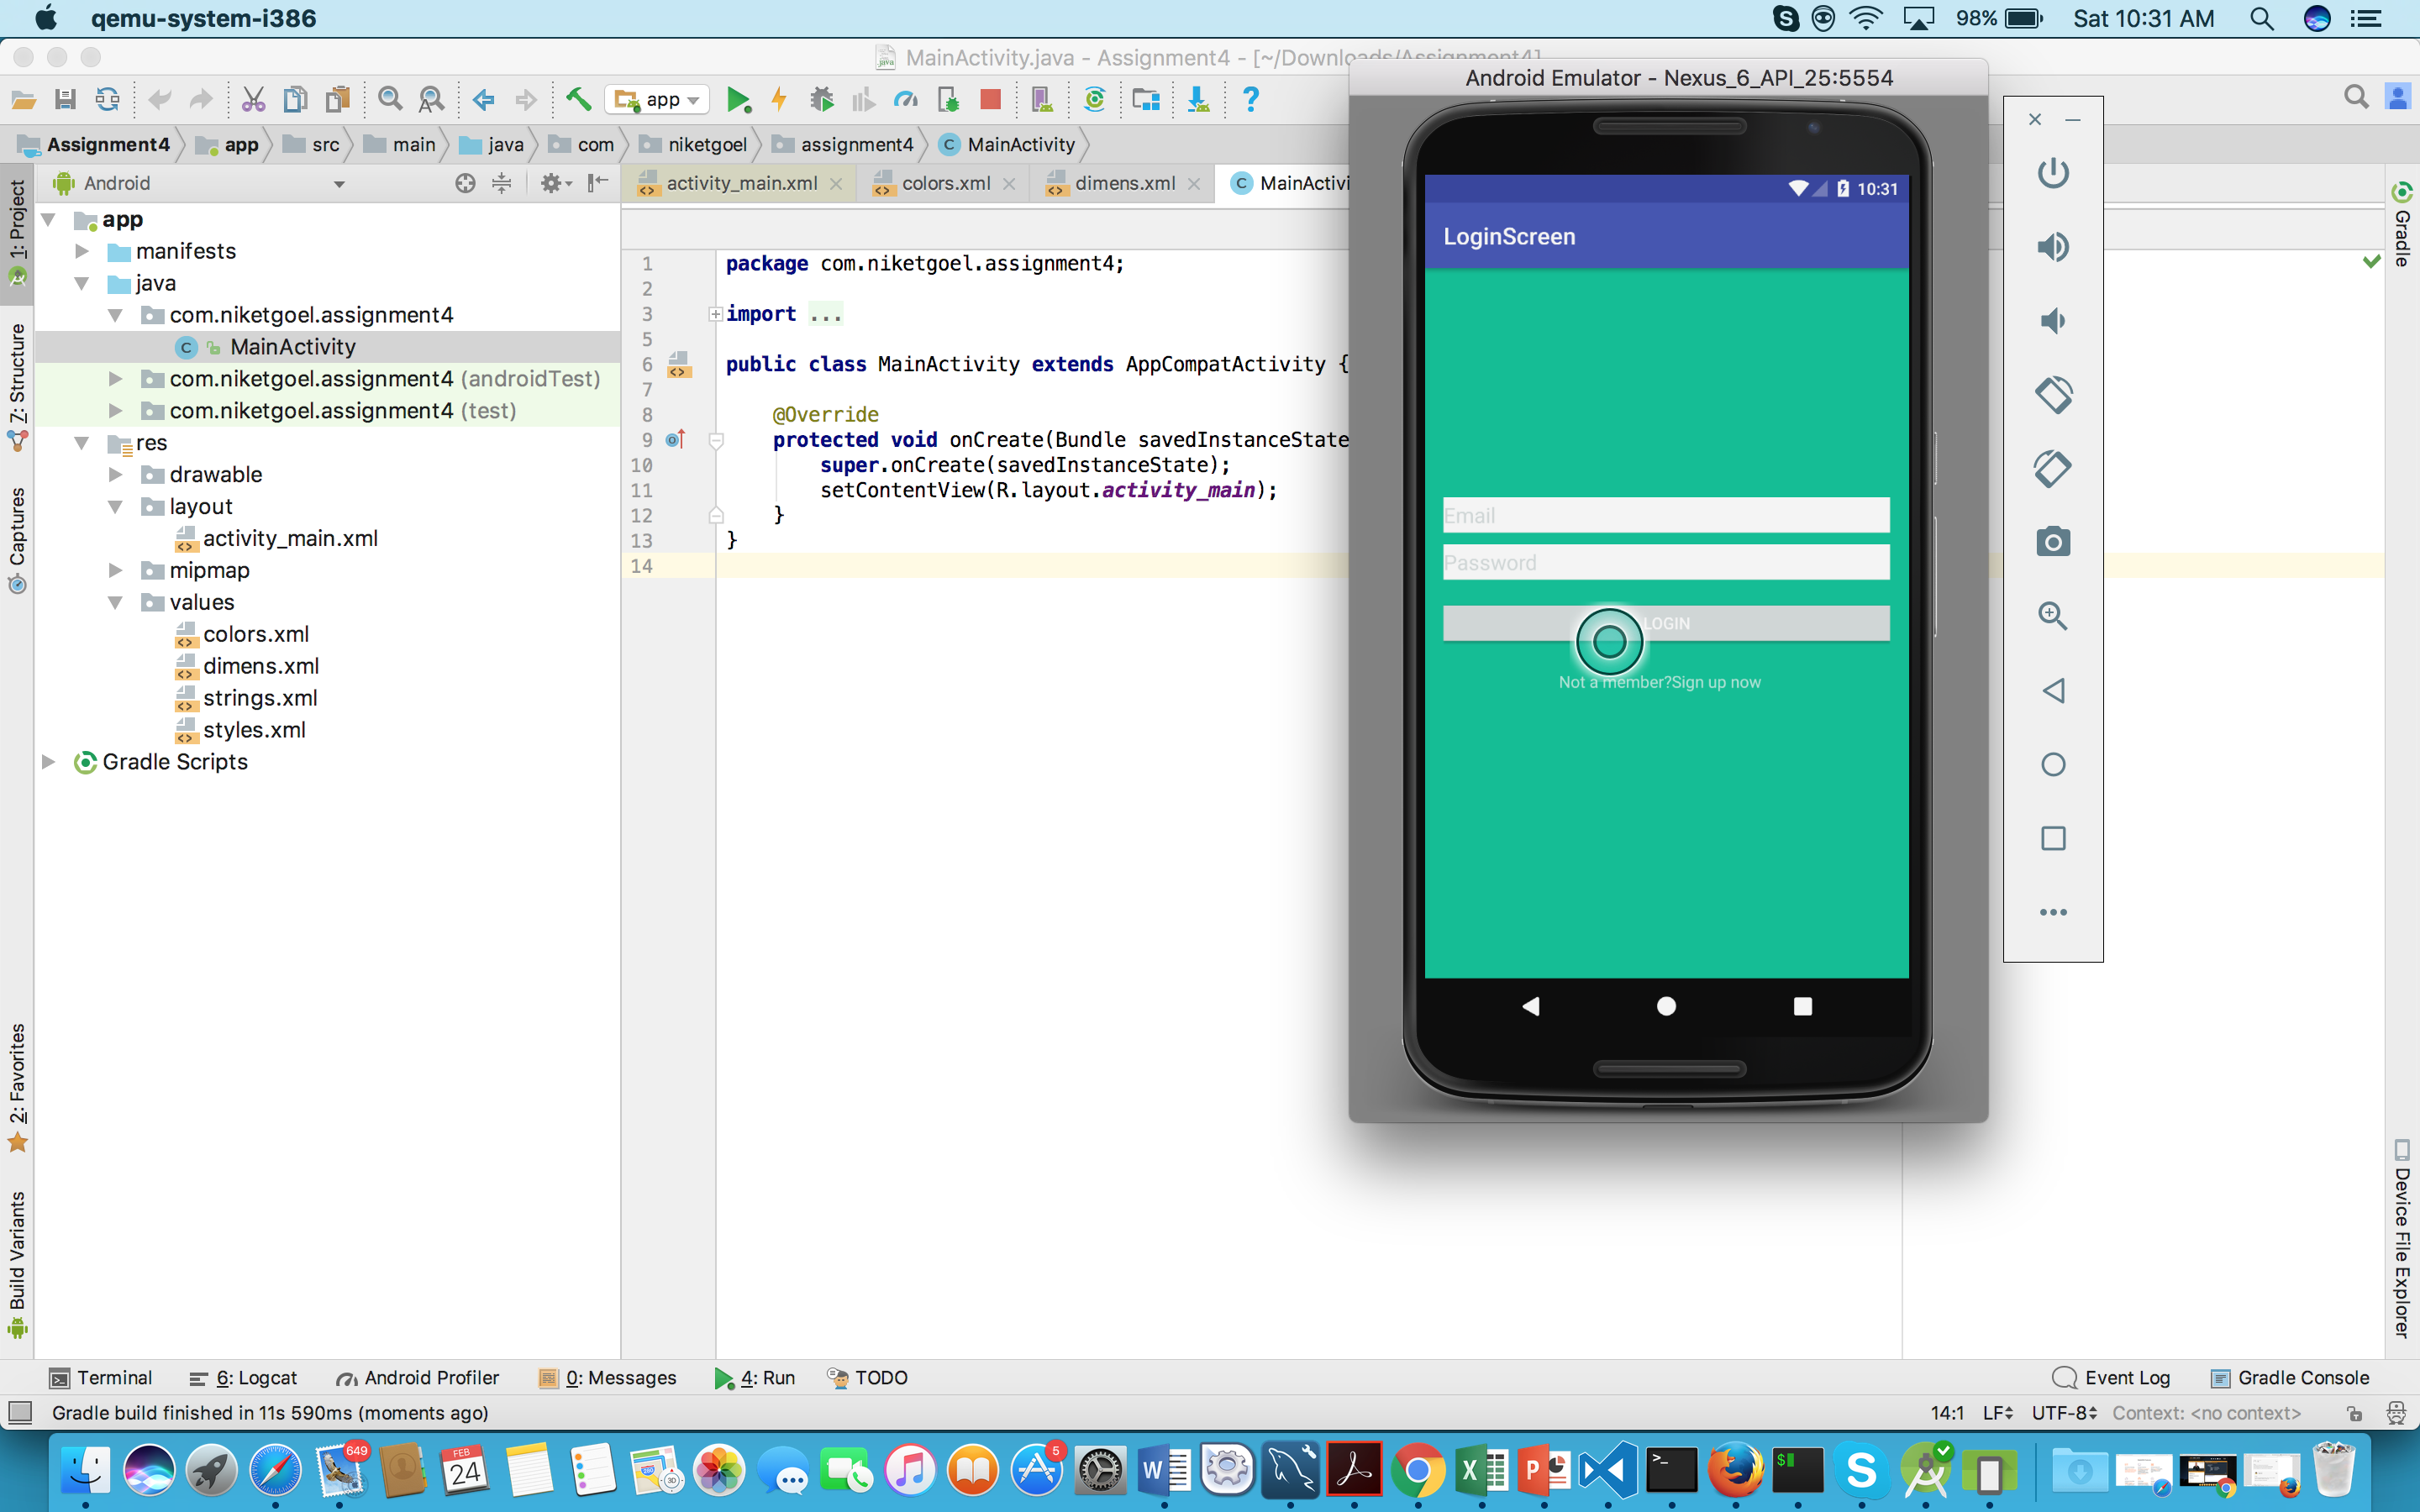 qemu-system-i386
98%
Sat 10:31 AM
MainActivity.java - Assignment4 - [~/Downloads/Assignment4]
Android Emulator - Nexus_6_API_25:5554
app
Assignment4
app
src
main
java
com
niketgoel
assignment4
MainActivity
1: Project
7: Structure
Captures
2: Favorites
Build Variants
Android
app
manifests
java
com.niketgoel.assignment4
MainActivity
com.niketgoel.assignment4 (androidTest)
com.niketgoel.assignment4 (test)
res
drawable
layout
activity_main.xml
mipmap
values
colors.xml
dimens.xml
strings.xml
styles.xml
Gradle Scripts
activity_main.xml
colors.xml
dimens.xml
MainActivi
1 package com.niketgoel.assignment4;
2
3 import ...
5
6 public class MainActivity extends AppCompatActivity {
7
8 @Override
9 protected void onCreate(Bundle savedInstanceState
10 super.onCreate(savedInstanceState);
11 setContentView(R.layout.activity_main);
12 }
13 }
14
10:31
LoginScreen
Email
Password
LOGIN
Not a member?Sign up now
Gradle
Device File Explorer
Terminal
6: Logcat
Android Profiler
0: Messages
4: Run
TODO
Event Log
Gradle Console
Gradle build finished in 11s 590ms (moments ago)
14:1
LF
UTF-8
Context: <no context>
649
FEB
24
5